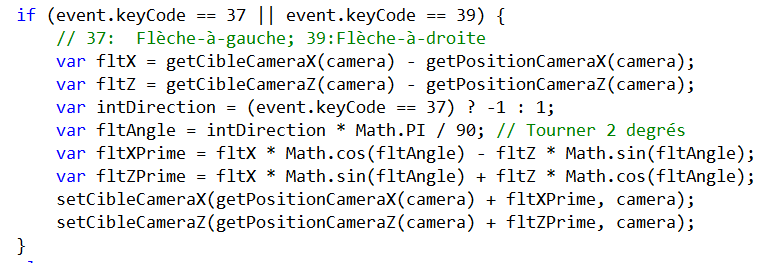 if (event.keyCode == 37 || event.keyCode == 39) {
// 37:  Flèche-à-gauche; 39:Flèche-à-droite
var fltX = getCibleCameraX(camera) - getPositionCameraX(camera);
var fltZ = getCibleCameraZ(camera) - getPositionCameraZ(camera);
var intDirection = (event.keyCode == 37) ? -1 : 1;
var fltAngle = intDirection * Math.PI / 90; // Tourner 2 degrés
var fltXPrime = fltX * Math.cos(fltAngle) - fltZ * Math.sin(fltAngle);
var fltZPrime = fltX * Math.sin(fltAngle) + fltZ * Math.cos(fltAngle);
setCibleCameraX(getPositionCameraX(camera) + fltXPrime, camera);
setCibleCameraZ(getPositionCameraZ(camera) + fltZPrime, camera);
}